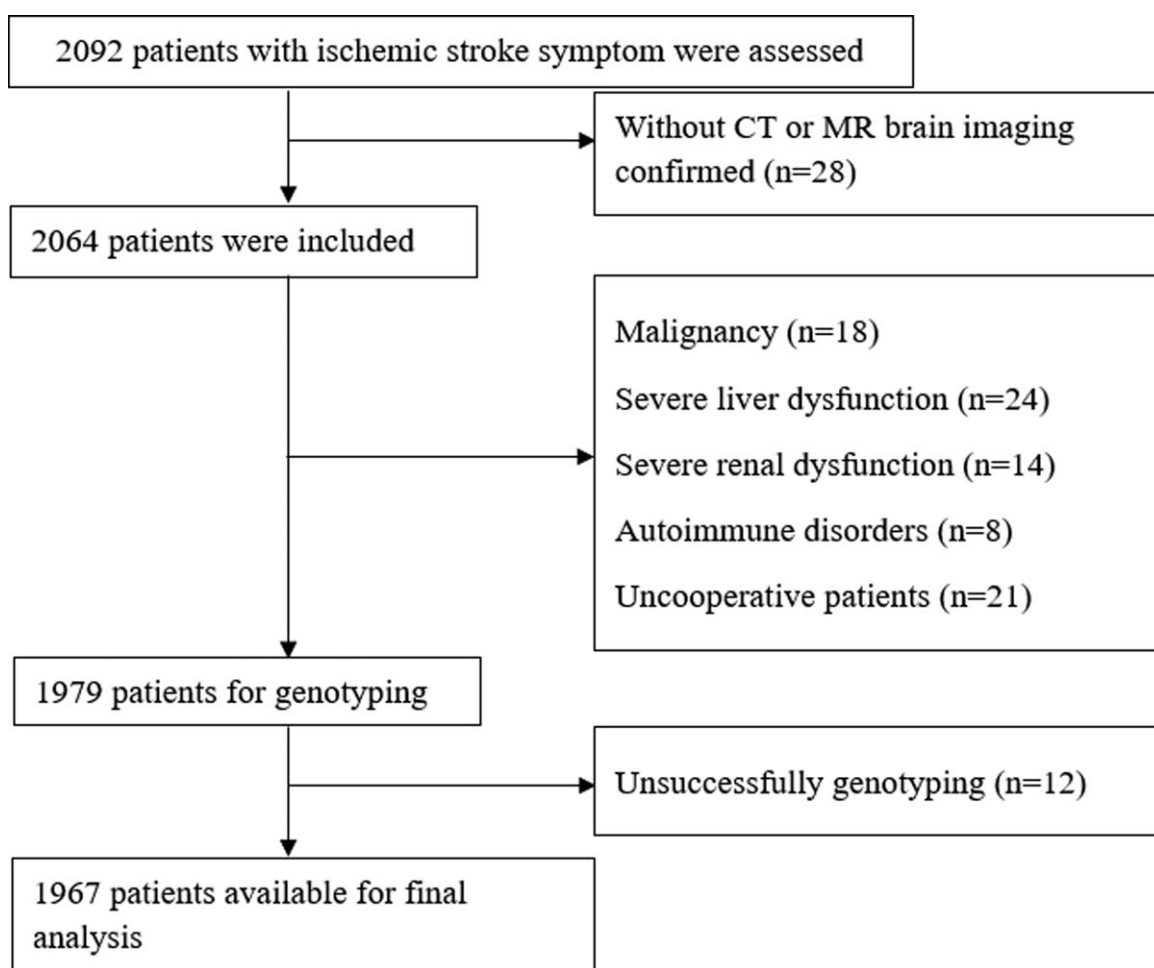 2092 patients with ischemic stroke symptom were assessed
Without CT or MR brain imaging
confirmed (n=28)
2064 patients were included
Malignancy (n=18)
Severe liver dysfunction (n=24)
Severe renal dysfunction (n=14)
Autoimmune disorders (n=8)
Uncooperative patients (n=21)
1979 patients for genotyping
Unsuccessfully genotyping (n=12)
1967 patients available for final
analysis